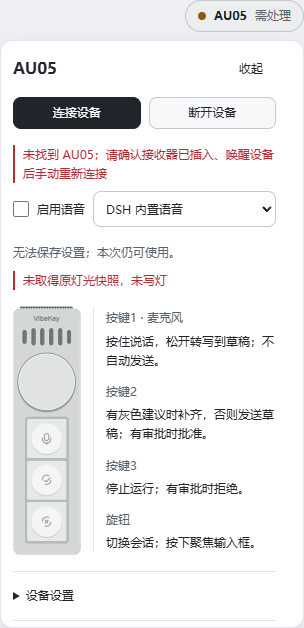 AU05 需处理
AU05
收起
连接设备
断开设备
未找到 AU05；请确认接收器已插入、唤醒设备
后手动重新连接
启用语音
DSH 内置语音
无法保存设置；本次仍可使用。
未取得原灯光快照，未写灯
VibeKey
按键1 · 麦克风
按住说话，松开转写到草稿；不
自动发送。
按键2
有灰色建议时补齐，否则发送草
稿；有审批时批准。
按键3
停止运行；有审批时拒绝。
旋钮
切换会话；按下聚焦输入框。
设备设置